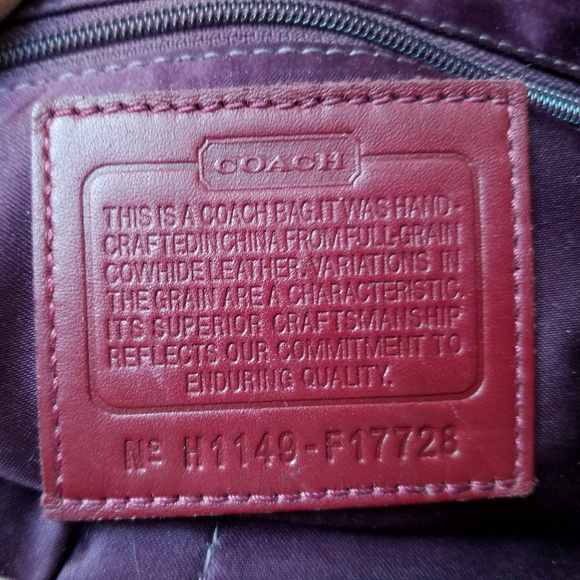 COACH
THIS IS A COACH BAG.IT WAS HAND-
CRAFTED IN CHINA FROM FULL-GRAIN
COWHIDE LEATHER. VARIATIONS IN
THE GRAIN ARE A CHARACTERISTIC.
ITS SUPERIOR CRAFTSMANSHIP
REFLECTS OUR COMMITMENT TO
ENDURING QUALITY.
Nº H1149-F17728